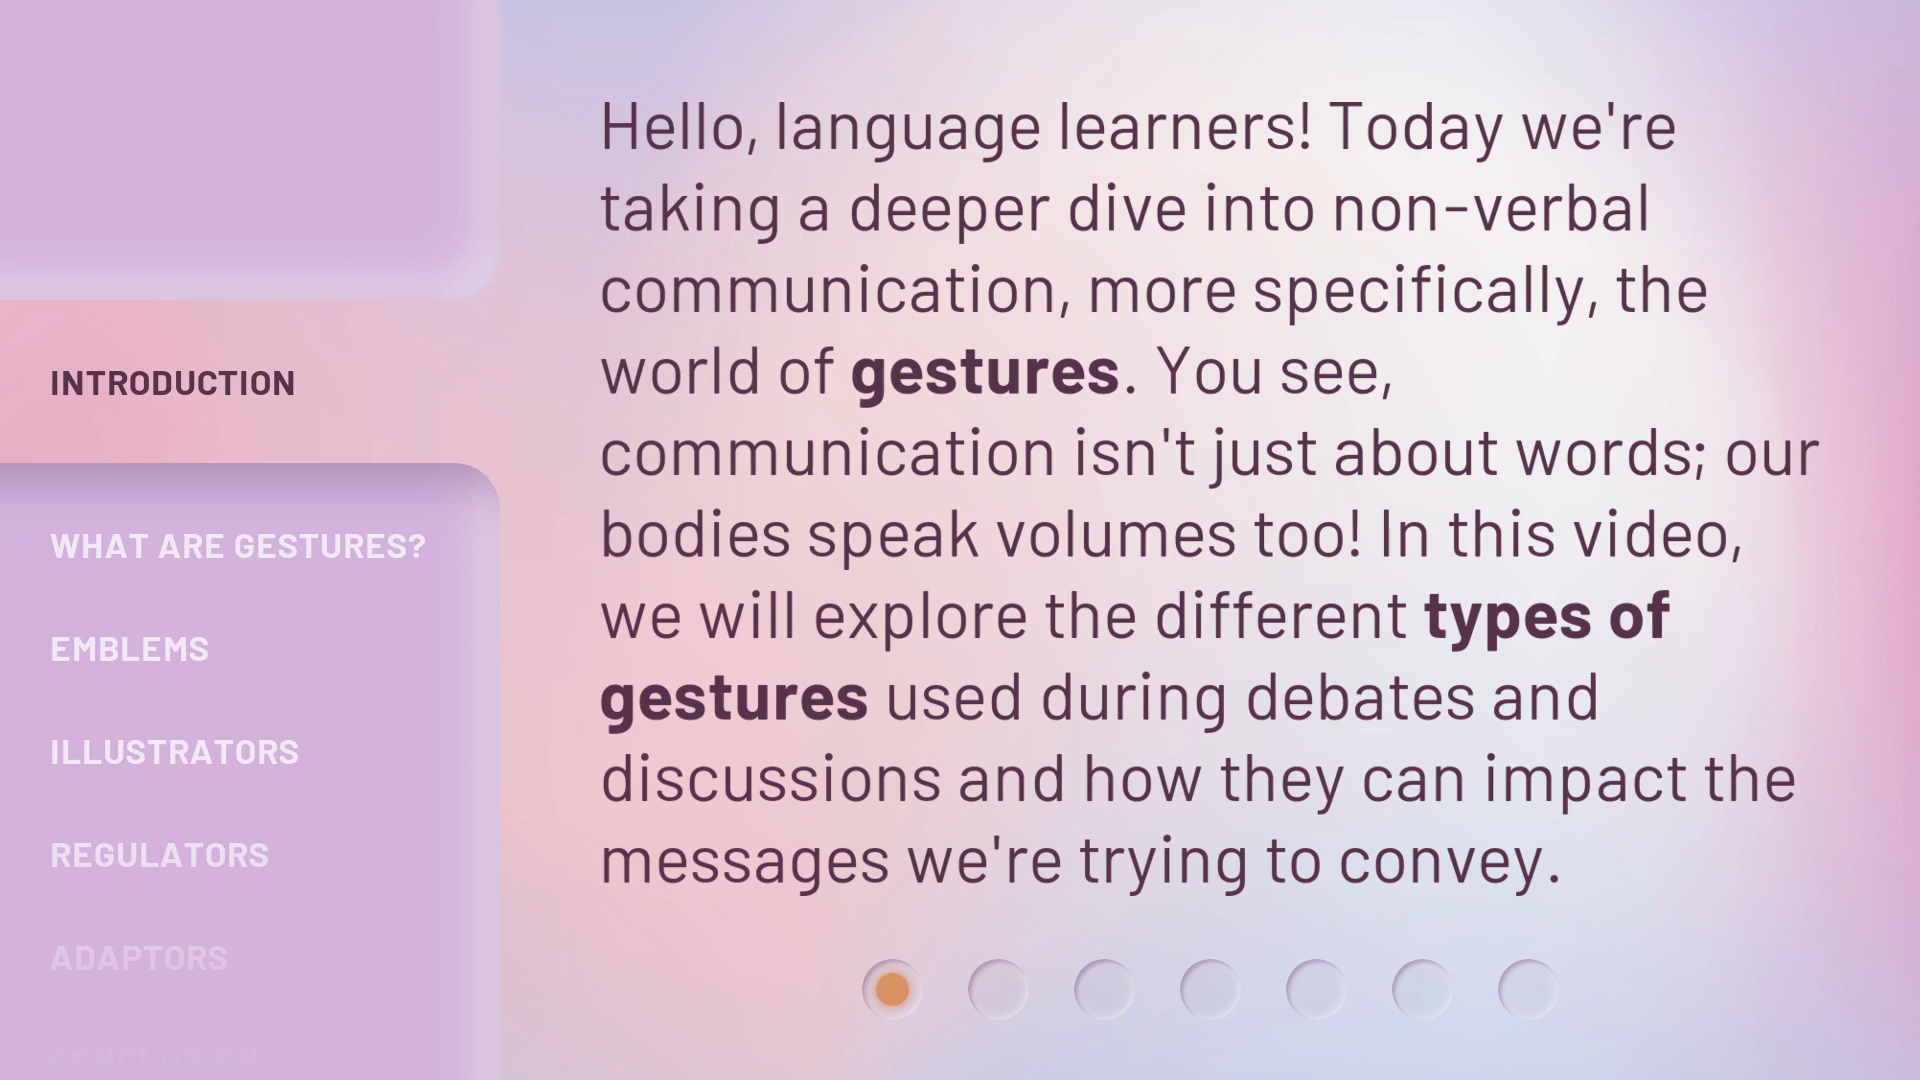 INTRODUCTION
WHAT ARE GESTURES?
EMBLEMS
ILLUSTRATORS
REGULATORS
ADAPTORS
CONCLUSION
Hello, language learners! Today we're
taking a deeper dive into non-verbal
communication, more specifically, the
world of gestures. You see,
communication isn't just about words; our
bodies speak volumes too! In this video,
we will explore the different types of
gestures used during debates and
discussions and how they can impact the
messages we're trying to convey.